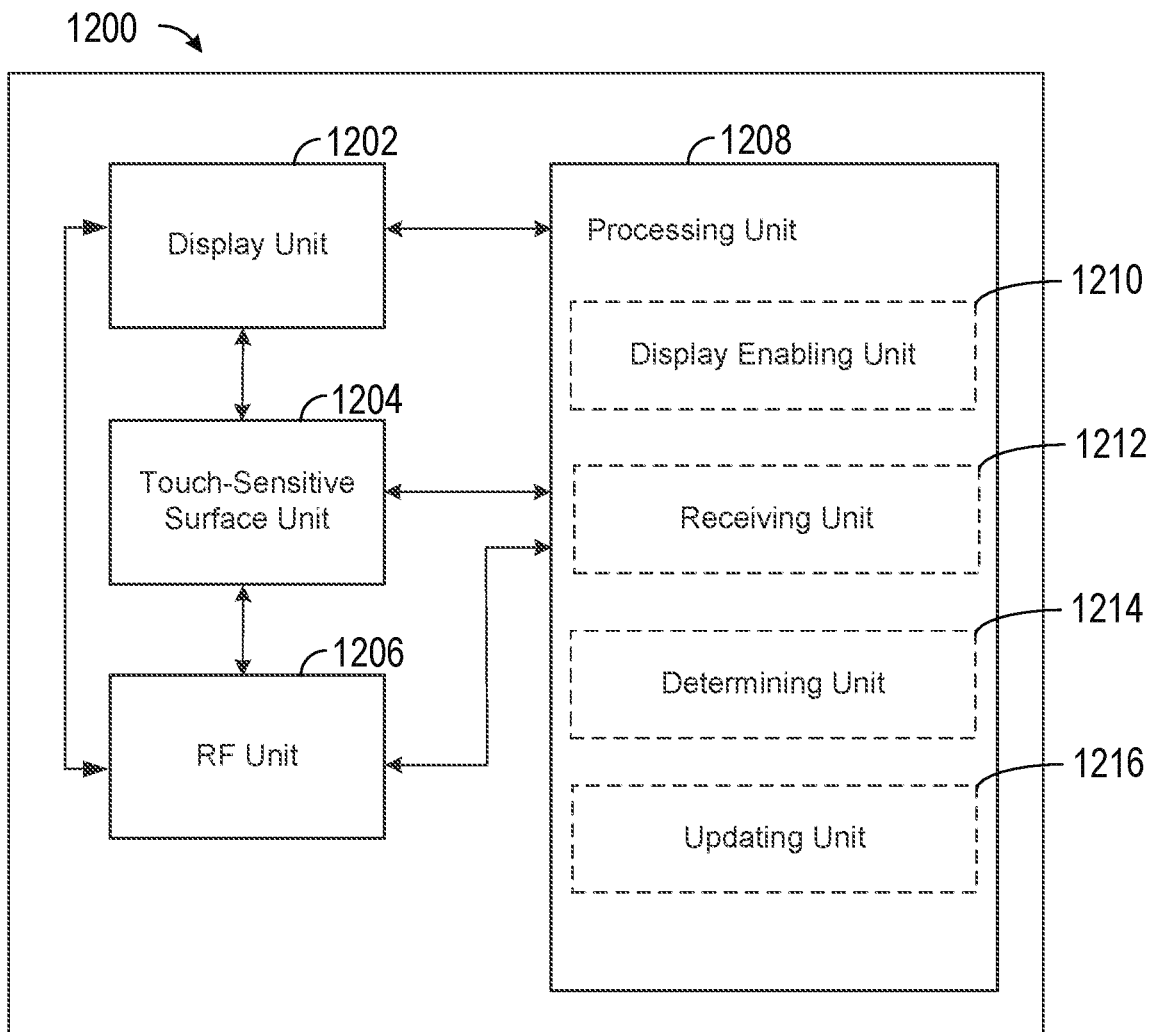 1200
1202
Display Unit
1204
Touch-Sensitive
Surface Unit
1206
RF Unit
1208
Processing Unit
1210
Display Enabling Unit
1212
Receiving Unit
1214
Determining Unit
1216
Updating Unit